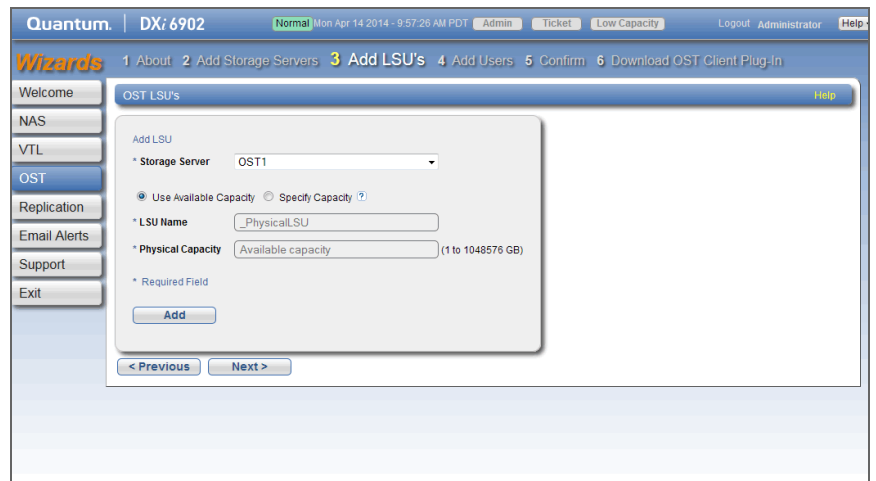 Quantum. DXi 6902 Normal Mon Apr 14 2014 - 9:57:26 AM PDT Admin Ticket Low Capacity Logout Administrator Help
Wizards 1 About 2 Add Storage Servers 3 Add LSU's 4 Add Users 5 Confirm 6 Download OST Client Plug-In
Welcome
NAS
VTL
OST
Replication
Email Alerts
Support
Exit
OST LSU's Help
Add LSU
* Storage Server OST1
Use Available Capacity Specify Capacity ?
* LSU Name _PhysicalLSU
* Physical Capacity Available capacity (1 to 1048576 GB)
* Required Field
Add
< Previous Next >